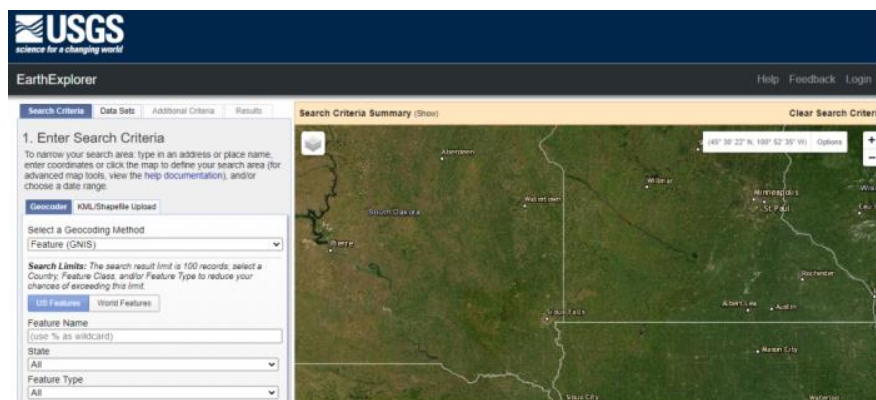 USGS
science for a changing world
EarthExplorer
Help Feedback Login
Search Criteria Data Sets Additional Criteria Results
1. Enter Search Criteria
To narrow your search area: type in an address or place name,
enter coordinates or click the map to define your search area (for
advanced map tools, view the help documentation), and/or
choose a date range.
Geocoder KML/Shapefile Upload
Select a Geocoding Method
Feature (GNIS)
Search Limits: The search result limit is 100 records; select a
Country, Feature Class, and/or Feature Type to reduce your
chances of exceeding this limit.
US Features World Features
Feature Name
(use % as wildcard)
State
All
Feature Type
All
Search Criteria Summary (Show)
Clear Search Criteri
Options
+
−
Aberdeen
Watertown
Willmar
Minneapolis
St Paul
South Dakota
Pierre
Rochester
Sioux Falls
Albert Lea
Austin
Mason City
Sioux City
Waterloo